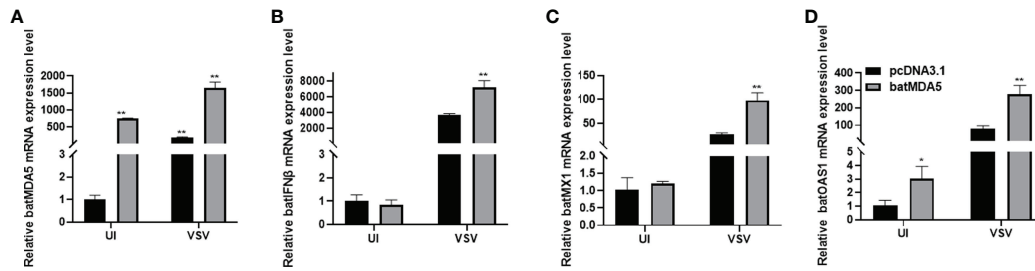 A
Relative batMDA5 mRNA expression level
2000
1500
1000
500
3
2
1
0
**
**
**
UI
VSV
B
Relative batIFNβ mRNA expression level
8000
6000
4000
3
2
1
0
**
UI
VSV
C
Relative batMX1 mRNA expression level
100
50
2.0
1.5
1.0
0.5
0.0
**
UI
VSV
D
Relative batOAS1 mRNA expression level
400
300
200
100
4
3
2
1
0
*
**
UI
VSV
pcDNA3.1
batMDA5